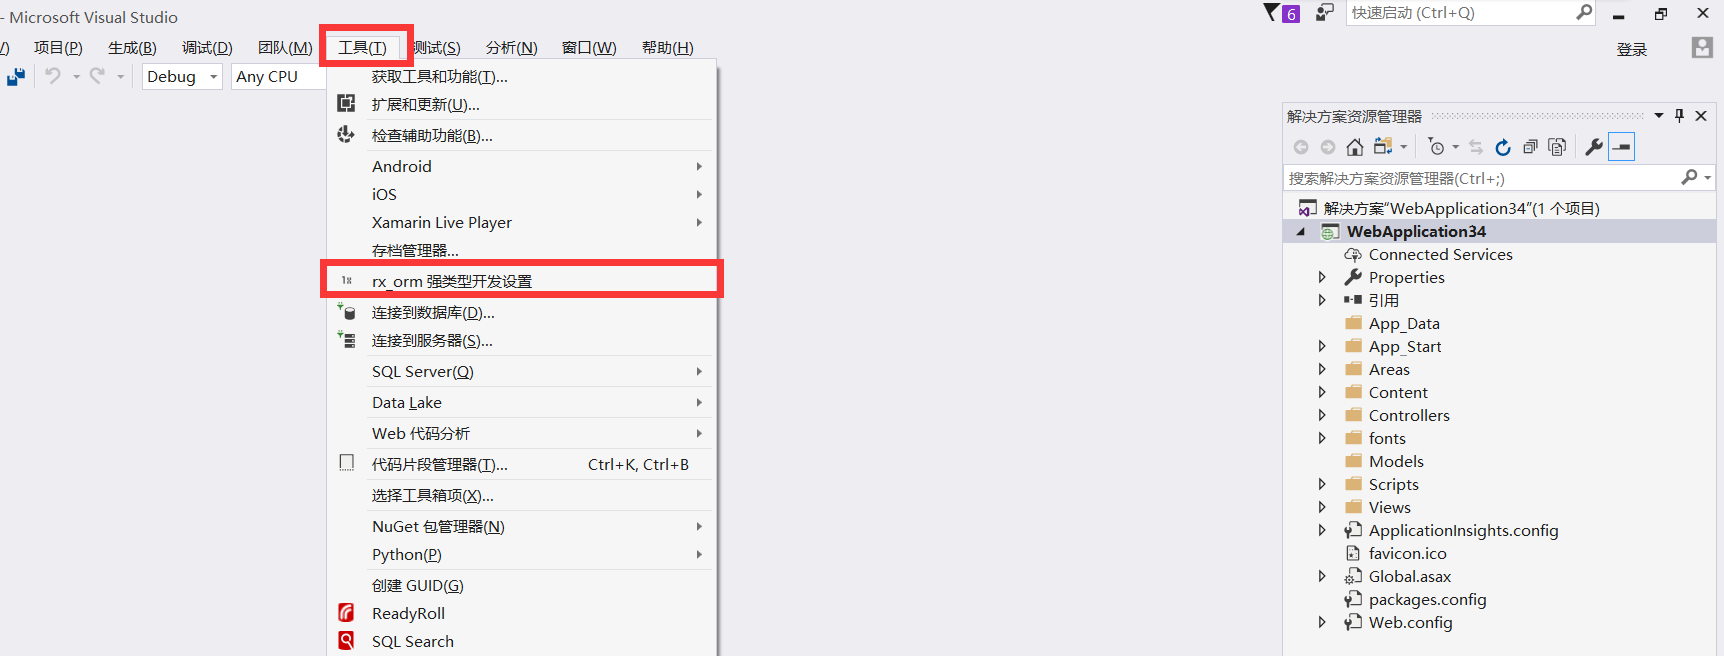 - Microsoft Visual Studio
6
快速启动 (Ctrl+Q)
V) 项目(P) 生成(B) 调试(D) 团队(M) 工具(T) 测试(S) 分析(N) 窗口(W) 帮助(H)
登录
Debug Any CPU
获取工具和功能(T)...
扩展和更新(U)...
检查辅助功能(B)...
Android
iOS
Xamarin Live Player
存档管理器...
rx_orm 强类型开发设置
连接到数据库(D)...
连接到服务器(S)...
SQL Server(Q)
Data Lake
Web 代码分析
代码片段管理器(T)... Ctrl+K, Ctrl+B
选择工具箱项(X)...
NuGet 包管理器(N)
Python(P)
创建 GUID(G)
ReadyRoll
SQL Search
解决方案资源管理器
搜索解决方案资源管理器(Ctrl+;)
解决方案"WebApplication34"(1 个项目)
WebApplication34
Connected Services
Properties
引用
App_Data
App_Start
Areas
Content
Controllers
fonts
Models
Scripts
Views
ApplicationInsights.config
favicon.ico
Global.asax
packages.config
Web.config